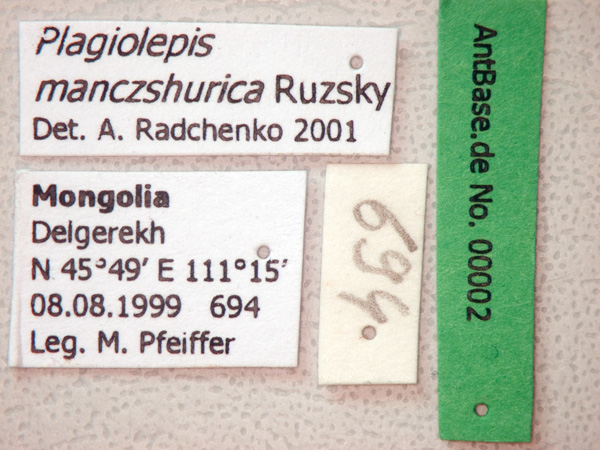 Plagiolepis
manczshurica Ruzsky
Det. A. Radchenko 2001
Mongolia
Delgerekh
N 45°49' E 111°15'
08.08.1999 694
Leg. M. Pfeiffer
694
AntBase.de No. 00002